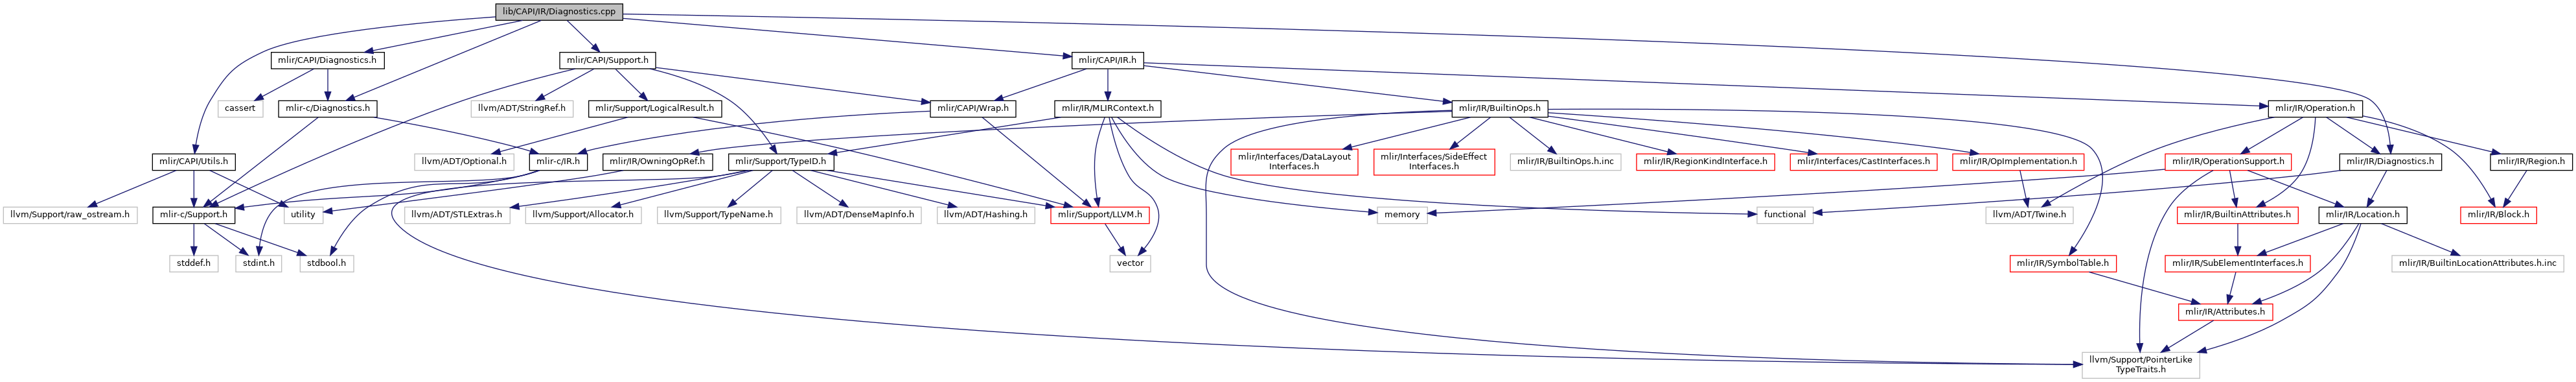 lib/CAPI/IR/Diagnostics.cpp
mlir/CAPI/Diagnostics.h
mlir/CAPI/Support.h
mlir/CAPI/IR.h
cassert
mlir-c/Diagnostics.h
llvm/ADT/StringRef.h
mlir/Support/LogicalResult.h
mlir/CAPI/Wrap.h
mlir/IR/MLIRContext.h
mlir/IR/BuiltinOps.h
mlir/IR/Operation.h
mlir/CAPI/Utils.h
llvm/ADT/Optional.h
mlir-c/IR.h
mlir/IR/OwningOpRef.h
mlir/Support/TypeID.h
mlir/Interfaces/DataLayout
Interfaces.h
mlir/Interfaces/SideEffect
Interfaces.h
mlir/IR/BuiltinOps.h.inc
mlir/IR/RegionKindInterface.h
mlir/Interfaces/CastInterfaces.h
mlir/IR/OpImplementation.h
mlir/IR/OperationSupport.h
mlir/IR/Diagnostics.h
mlir/IR/Region.h
llvm/Support/raw_ostream.h
mlir-c/Support.h
utility
llvm/ADT/STLExtras.h
llvm/Support/Allocator.h
llvm/Support/TypeName.h
llvm/ADT/DenseMapInfo.h
llvm/ADT/Hashing.h
mlir/Support/LLVM.h
memory
functional
llvm/ADT/Twine.h
mlir/IR/BuiltinAttributes.h
mlir/IR/Location.h
mlir/IR/Block.h
stddef.h
stdint.h
stdbool.h
vector
mlir/IR/SymbolTable.h
mlir/IR/SubElementInterfaces.h
mlir/IR/BuiltinLocationAttributes.h.inc
mlir/IR/Attributes.h
llvm/Support/PointerLike
TypeTraits.h